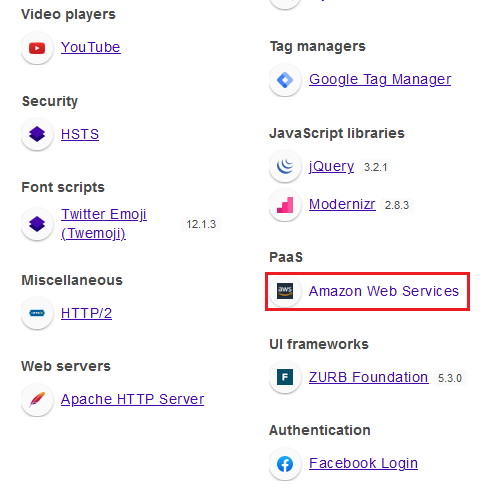 Video players
YouTube
Security
HSTS
Font scripts
Twitter Emoji
(Twemoji) 12.1.3
Miscellaneous
HTTP/2
Web servers
Apache HTTP Server
Tag managers
Google Tag Manager
JavaScript libraries
jQuery 3.2.1
Modernizr 2.8.3
PaaS
aws
Amazon Web Services
UI frameworks
ZURB Foundation 5.3.0
Authentication
Facebook Login